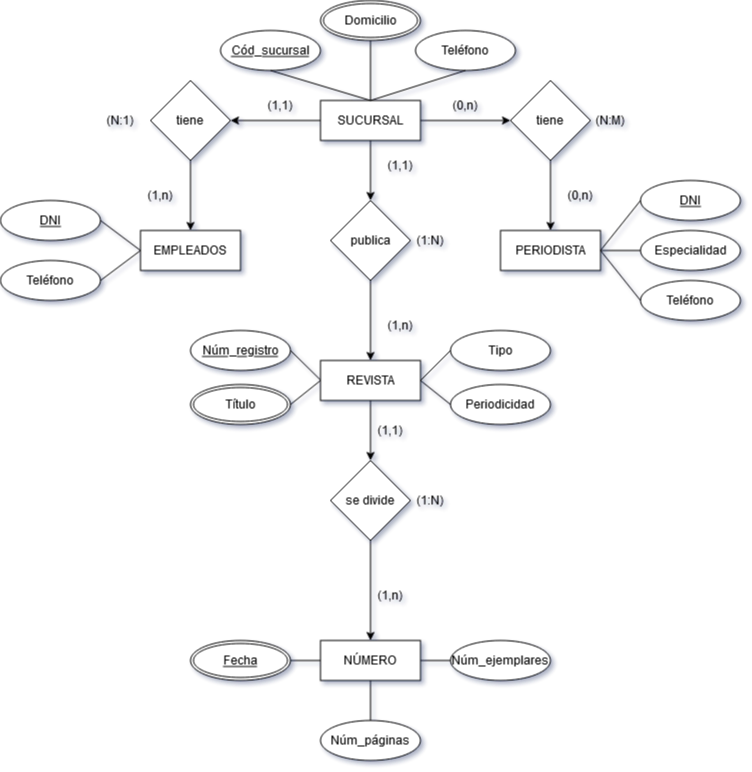 Domicilio
Cód_sucursal
Teléfono
(1,1)
SUCURSAL
(0,n)
(N:1)
tiene
tiene
(N:M)
(1,1)
(1,n)
(0,n)
DNI
DNI
EMPLEADOS
publica
(1:N)
PERIODISTA
Especialidad
Teléfono
Teléfono
(1,n)
Núm_registro
Tipo
REVISTA
Título
Periodicidad
(1,1)
se divide
(1:N)
(1,n)
Fecha
NÚMERO
Núm_ejemplares
Núm_páginas